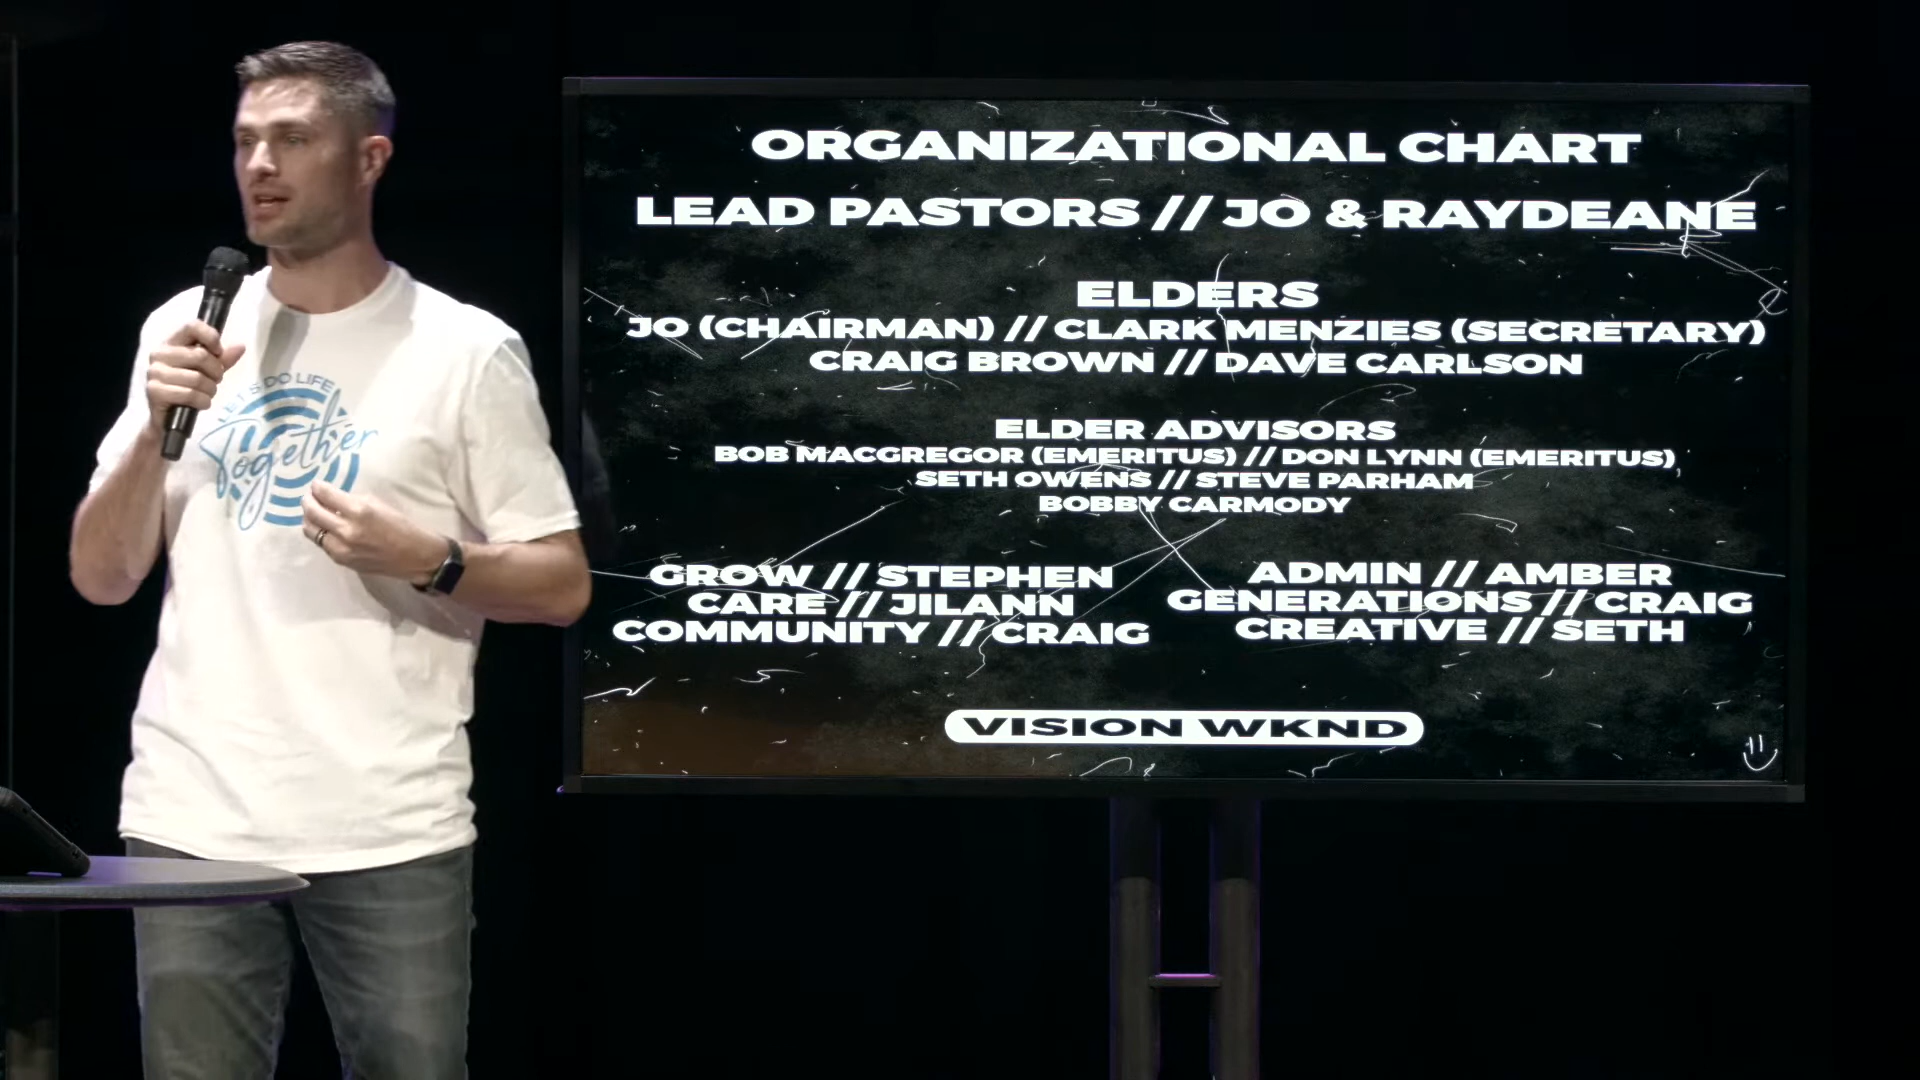 LET'S DO LIFE
Together
ORGANIZATIONAL CHART
LEAD PASTORS // JO & RAYDEANE
ELDERS
JO (CHAIRMAN) // CLARK MENZIES (SECRETARY)
CRAIG BROWN // DAVE CARLSON
ELDER ADVISORS
BOB MACGREGOR (EMERITUS) // DON LYNN (EMERITUS)
SETH OWENS // STEVE PARHAM
BOBBY CARMODY
GROW // STEPHEN
CARE // JILANN
COMMUNITY // CRAIG
ADMIN // AMBER
GENERATIONS // CRAIG
CREATIVE // SETH
VISION WKND